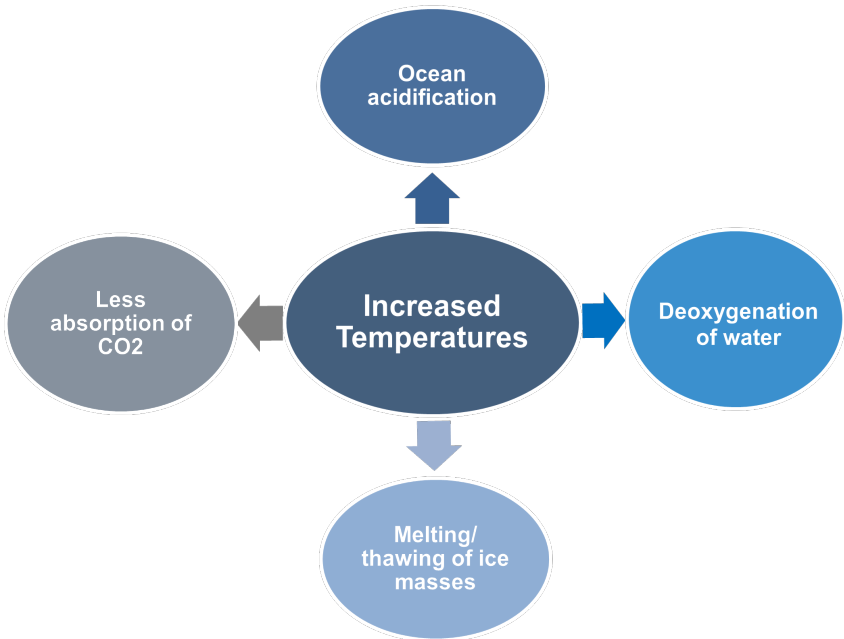 Ocean
acidification
Less
absorption of
CO2
Increased
Temperatures
Deoxygenation
of water
Melting/
thawing of ice
masses